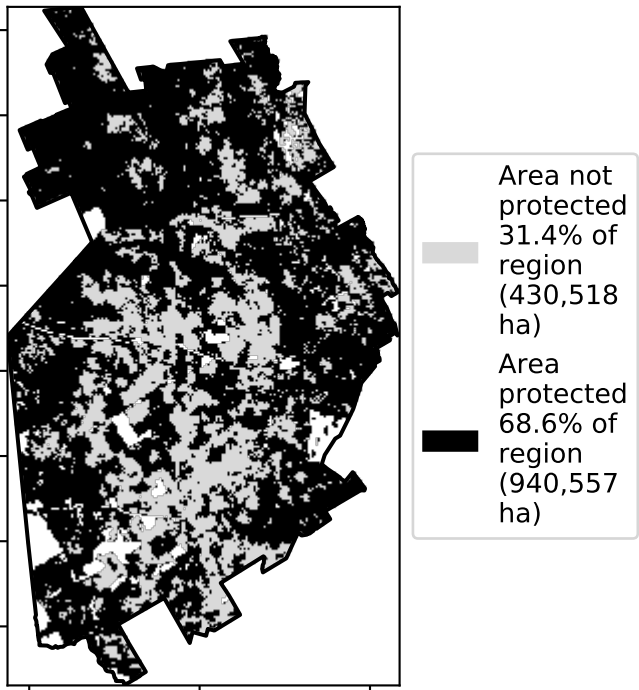 Area not
protected
31.4% of
region
(430,518
ha)
Area
protected
68.6% of
region
(940,557
ha)